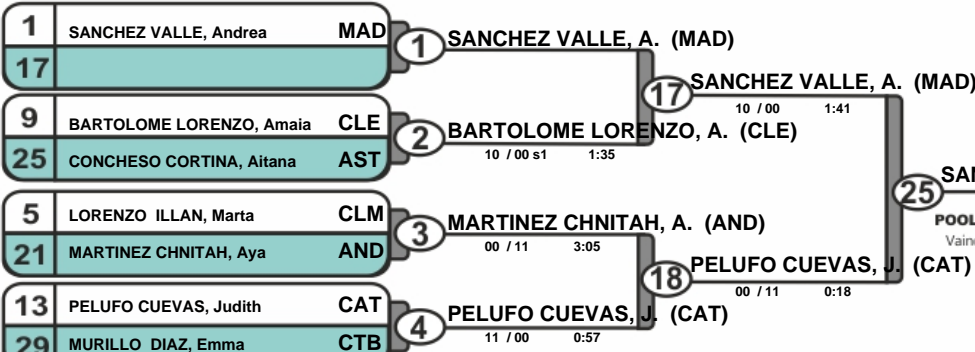 1 SANCHEZ VALLE, Andrea MAD
17
1
SANCHEZ VALLE, A. (MAD)
17
SANCHEZ VALLE, A. (MAD)
10 / 00 1:41
9 BARTOLOME LORENZO, Amaia CLE
25 CONCHESO CORTINA, Aitana AST
2
BARTOLOME LORENZO, A. (CLE)
10 / 00 s1 1:35
25
SAN
POOL
5 LORENZO ILLAN, Marta CLM
21 MARTINEZ CHNITAH, Aya AND
3
MARTINEZ CHNITAH, A. (AND)
00 / 11 3:05
18
PELUFO CUEVAS, J. (CAT)
00 / 11 0:18
13 PELUFO CUEVAS, Judith CAT
29 MURILLO DIAZ, Emma CTB
4
PELUFO CUEVAS, J. (CAT)
11 / 00 0:57